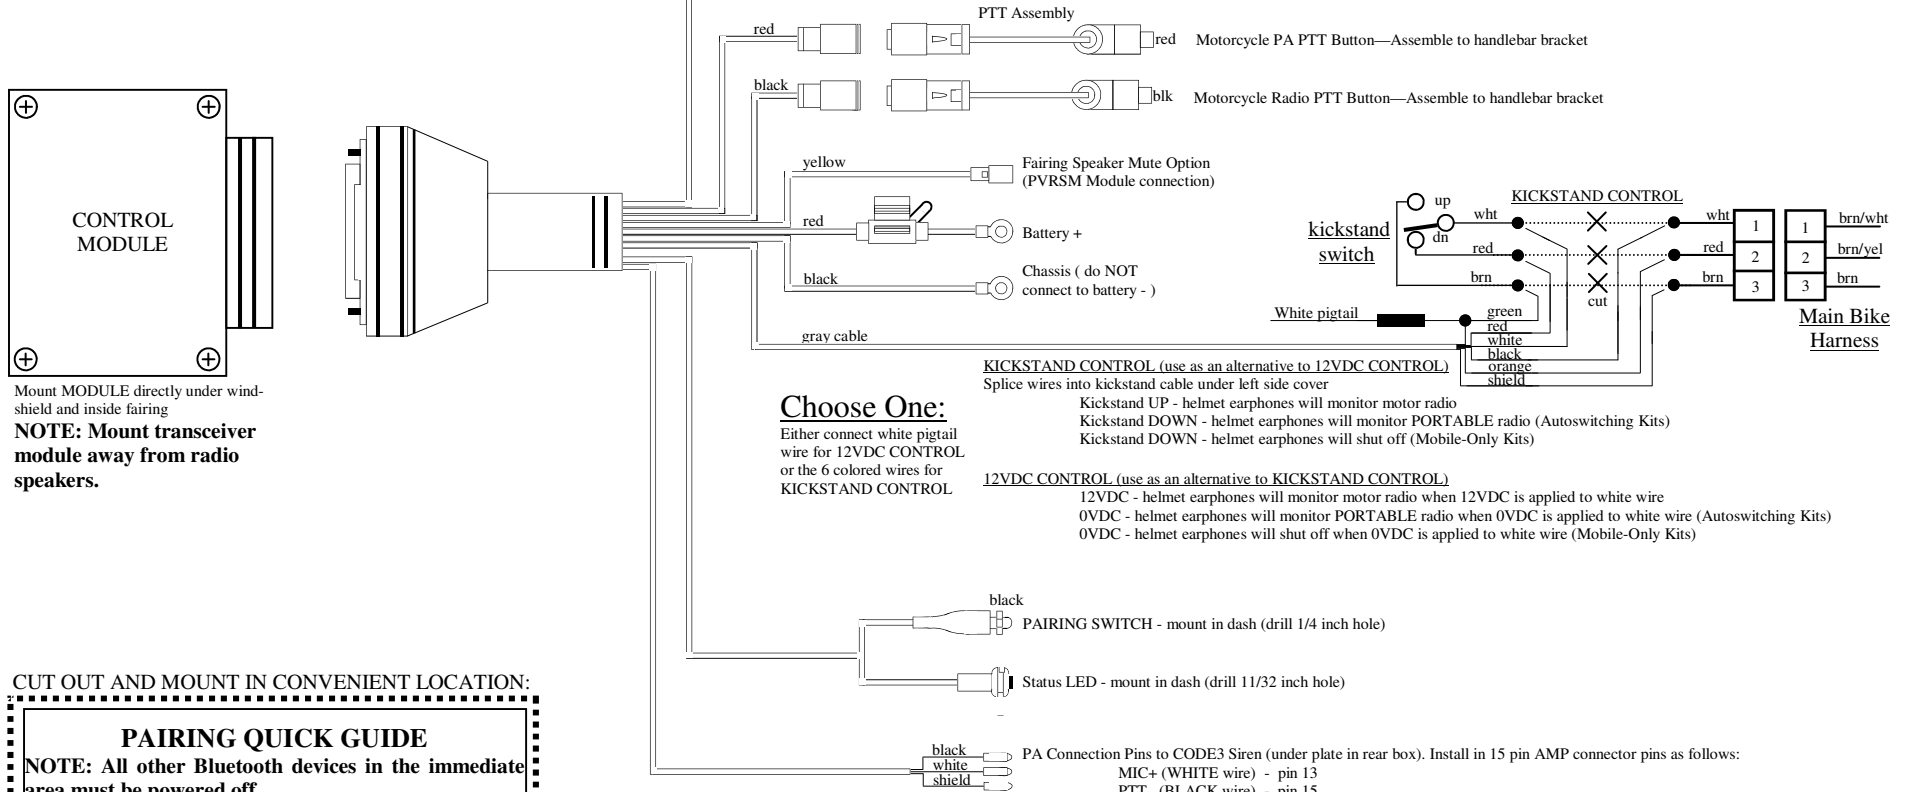 PTT Assembly
red
red
Motorcycle PA PTT Button—Assemble to handlebar bracket
black
blk
Motorcycle Radio PTT Button—Assemble to handlebar bracket
CONTROL
MODULE
yellow
Fairing Speaker Mute Option
(PVRSM Module connection)
red
Battery +
black
Chassis ( do NOT
connect to battery - )
gray cable
KICKSTAND CONTROL
kickstand
switch
up
dn
wht
red
brn
cut
wht
red
brn
1
2
3
1
2
3
brn/wht
brn/yel
brn
Main Bike
Harness
White pigtail
green
red
white
black
orange
shield
Mount MODULE directly under wind-
shield and inside fairing
NOTE: Mount transceiver
module away from radio
speakers.
Choose One:
Either connect white pigtail
wire for 12VDC CONTROL
or the 6 colored wires for
KICKSTAND CONTROL
KICKSTAND CONTROL (use as an alternative to 12VDC CONTROL)
Splice wires into kickstand cable under left side cover
Kickstand UP - helmet earphones will monitor motor radio
Kickstand DOWN - helmet earphones will monitor PORTABLE radio (Autoswitching Kits)
Kickstand DOWN - helmet earphones will shut off (Mobile-Only Kits)
12VDC CONTROL (use as an alternative to KICKSTAND CONTROL)
12VDC - helmet earphones will monitor motor radio when 12VDC is applied to white wire
0VDC - helmet earphones will monitor PORTABLE radio when 0VDC is applied to white wire (Autoswitching Kits)
0VDC - helmet earphones will shut off when 0VDC is applied to white wire (Mobile-Only Kits)
black
PAIRING SWITCH - mount in dash (drill 1/4 inch hole)
Status LED - mount in dash (drill 11/32 inch hole)
CUT OUT AND MOUNT IN CONVENIENT LOCATION:
PAIRING QUICK GUIDE
NOTE: All other Bluetooth devices in the immediate
area must be powered off
black
white
shield
PA Connection Pins to CODE3 Siren (under plate in rear box). Install in 15 pin AMP connector pins as follows:
MIC+ (WHITE wire) - pin 13
PTT (BLACK wire) - pin 15